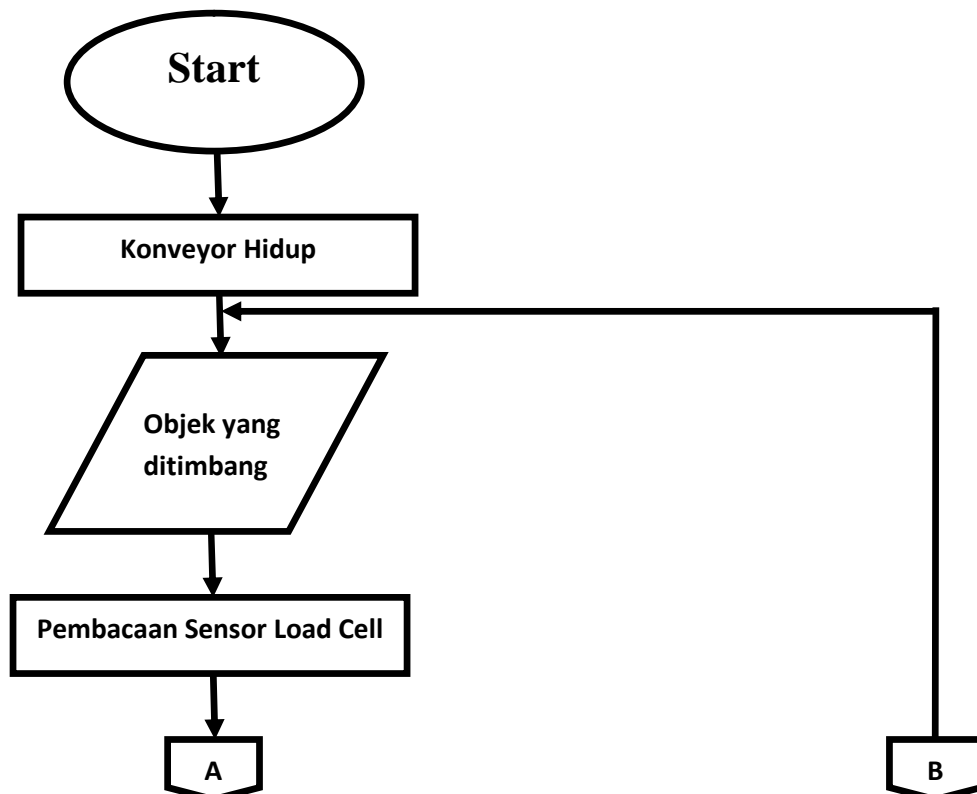 Start
Konveyor Hidup
Objek yang
ditimbang
Pembacaan Sensor Load Cell
A
B